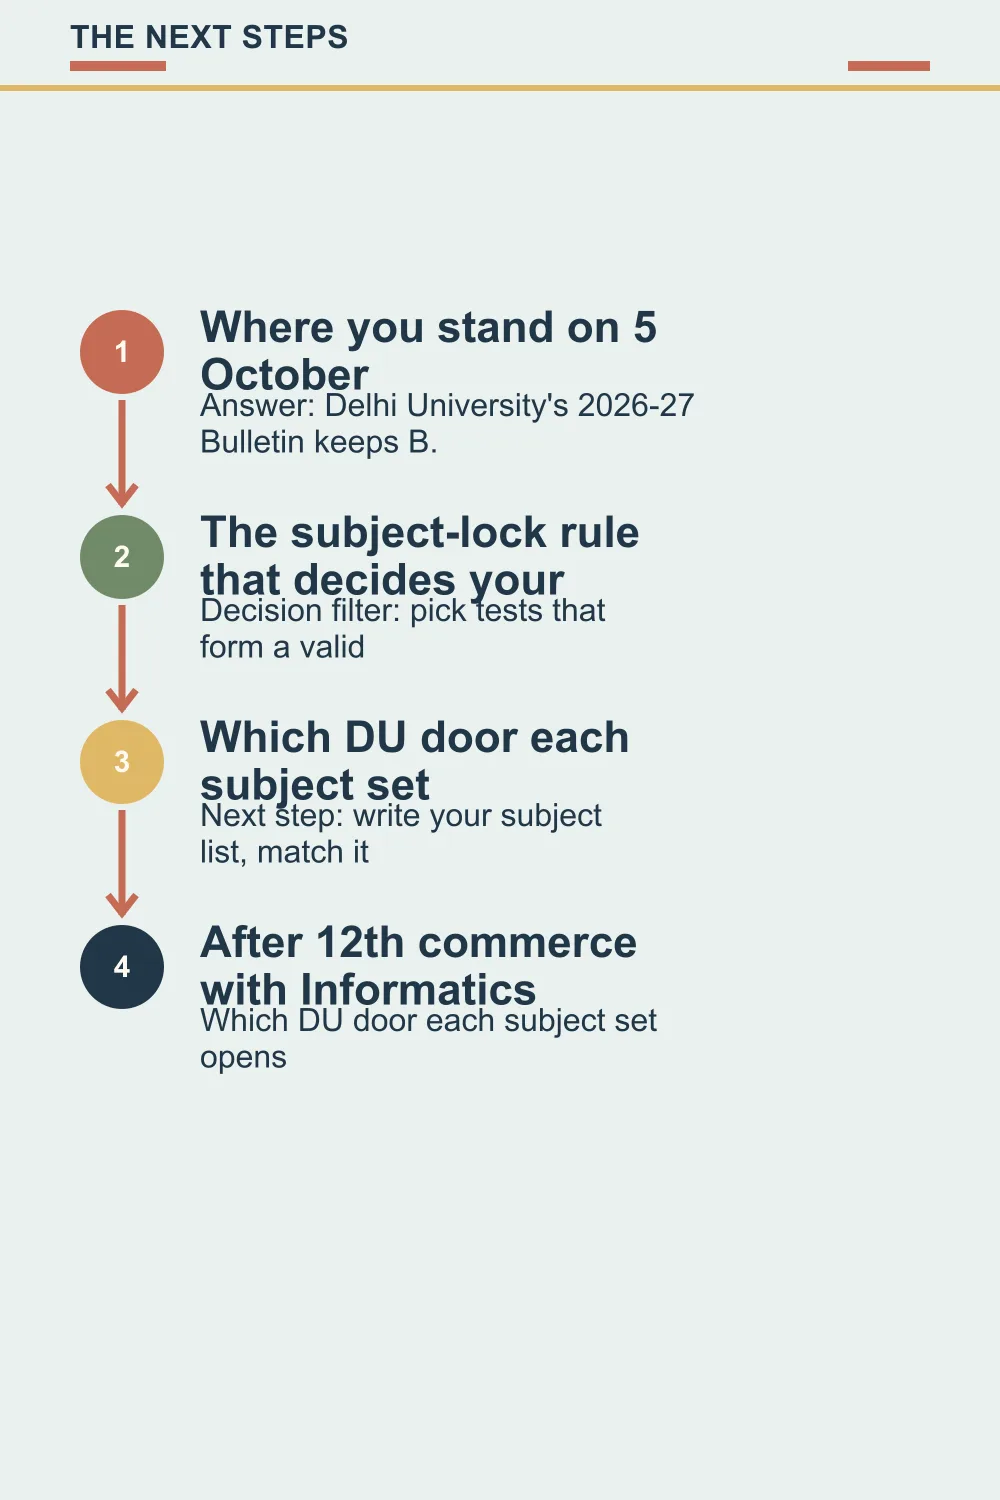 THE NEXT STEPS
1
Where you stand on 5
October
Answer: Delhi University's 2026-27
Bulletin keeps B.
2
The subject-lock rule
that decides your
Decision filter: pick tests that
form a valid
3
Which DU door each
subject set
Next step: write your subject
list, match it
4
After 12th commerce
with Informatics
Which DU door each subject set
opens